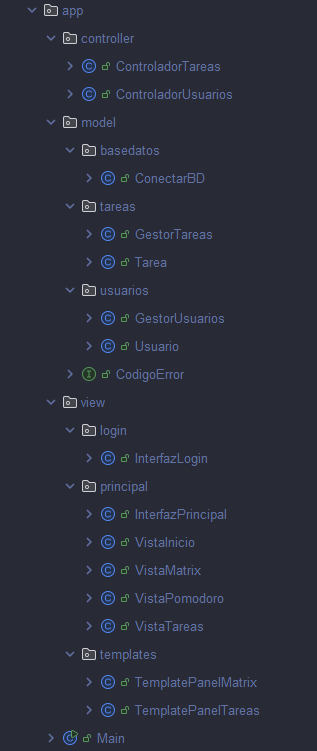 app
controller
C ControladorTareas
C ControladorUsuarios
model
basedatos
C ConectarBD
tareas
C GestorTareas
C Tarea
usuarios
C GestorUsuarios
C Usuario
I CodigoError
view
login
C InterfazLogin
principal
C InterfazPrincipal
C VistaInicio
C VistaMatrix
C VistaPomodoro
C VistaTareas
templates
C TemplatePanelMatrix
C TemplatePanelTareas
C Main